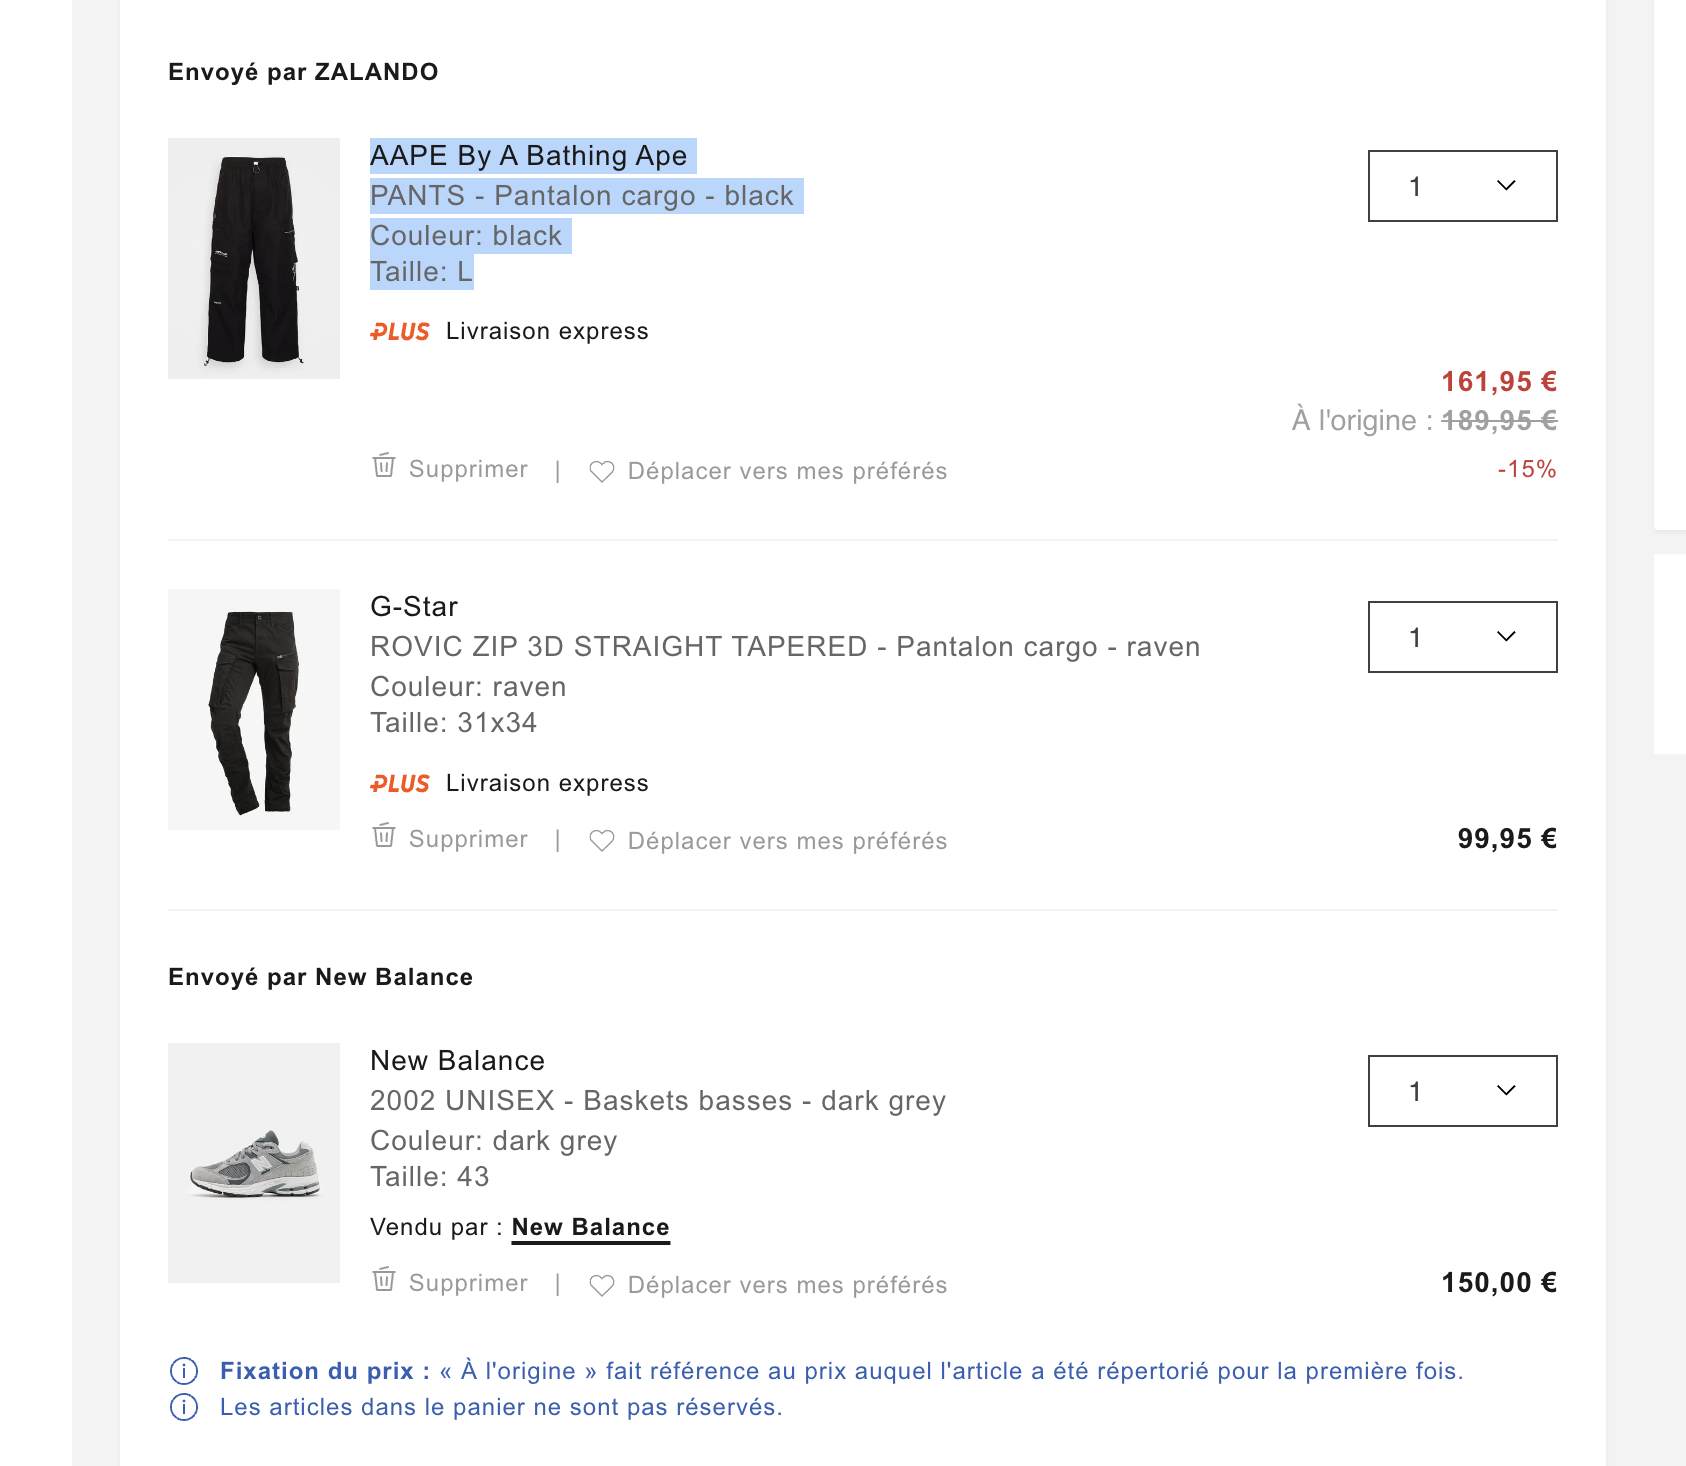 Envoyé par ZALANDO
AAPE By A Bathing Ape
PANTS - Pantalon cargo - black
Couleur: black
Taille: L
1
PLUS Livraison express
161,95 €
À l'origine : 189,95 €
Supprimer | Déplacer vers mes préférés
-15%
G-Star
ROVIC ZIP 3D STRAIGHT TAPERED - Pantalon cargo - raven
Couleur: raven
Taille: 31x34
1
PLUS Livraison express
Supprimer | Déplacer vers mes préférés
99,95 €
Envoyé par New Balance
New Balance
2002 UNISEX - Baskets basses - dark grey
Couleur: dark grey
Taille: 43
1
Vendu par : New Balance
Supprimer | Déplacer vers mes préférés
150,00 €
Fixation du prix : « À l'origine » fait référence au prix auquel l'article a été répertorié pour la première fois.
Les articles dans le panier ne sont pas réservés.